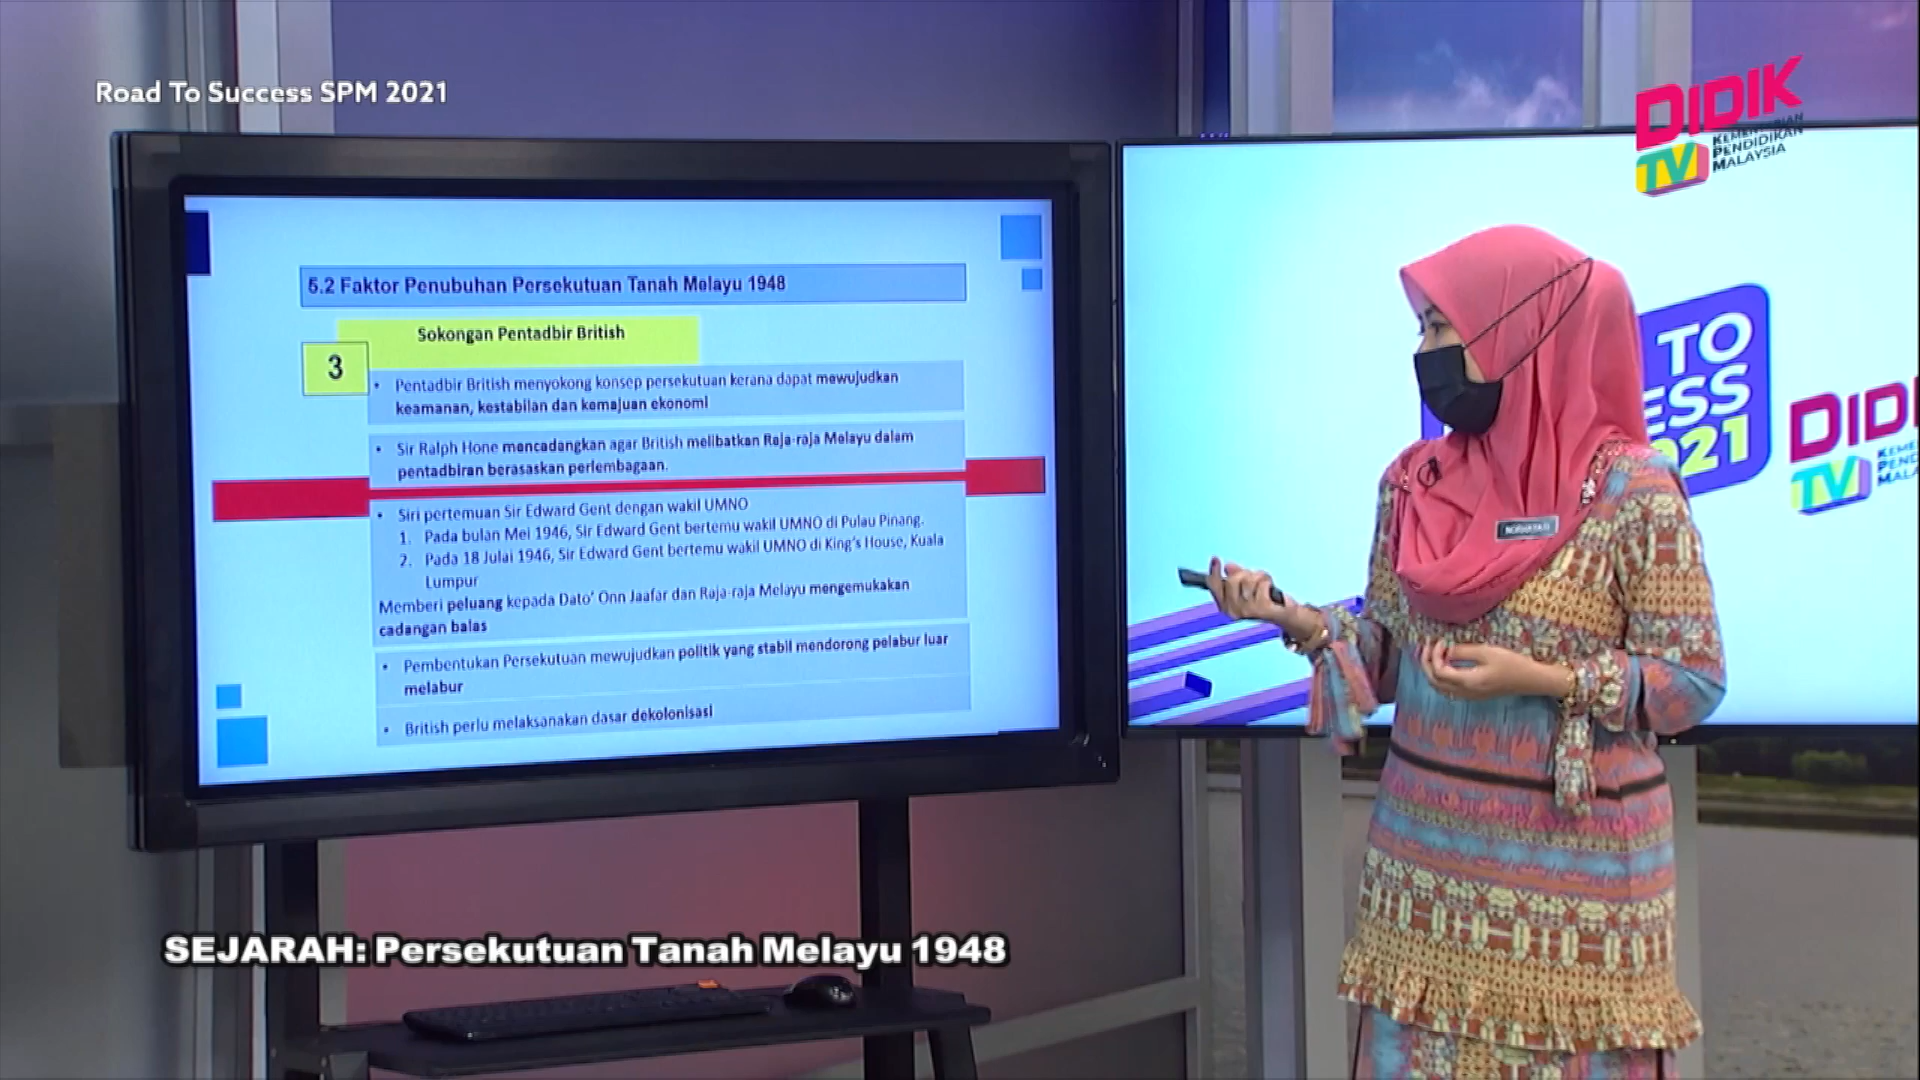 Road To Success SPM 2021
DIDIK
TV
KEMENTERIAN
PENDIDIKAN
MALAYSIA
5.2 Faktor Penubuhan Persekutuan Tanah Melayu 1948
Sokongan Pentadbir British
3
• Pentadbir British menyokong konsep persekutuan kerana dapat mewujudkan
keamanan, kestabilan dan kemajuan ekonomi
• Sir Ralph Hone mencadangkan agar British melibatkan Raja-raja Melayu dalam
pentadbiran berasaskan perlembagaan.
• Siri pertemuan Sir Edward Gent dengan wakil UMNO
1. Pada bulan Mei 1946, Sir Edward Gent bertemu wakil UMNO di Pulau Pinang.
2. Pada 18 Julai 1946, Sir Edward Gent bertemu wakil UMNO di King's House, Kuala
Lumpur
Memberi peluang kepada Dato' Onn Jaafar dan Raja-raja Melayu mengemukakan
cadangan balas
• Pembentukan Persekutuan mewujudkan politik yang stabil mendorong pelabur luar
melabur
• British perlu melaksanakan dasar dekolonisasi
TO
ESS
021
DIDIK
TV
SEJARAH: Persekutuan Tanah Melayu 1948